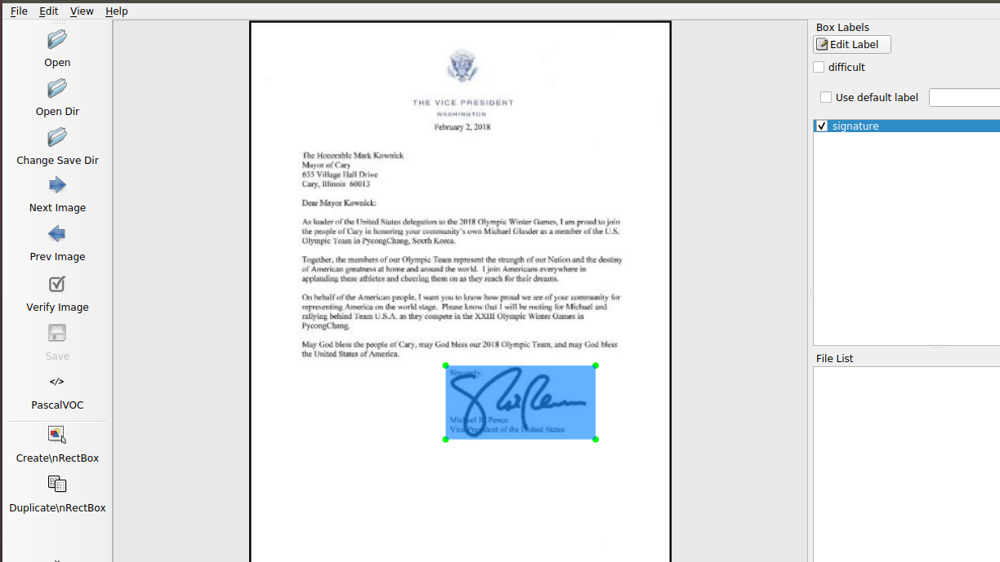 File Edit View Help
Open
Open Dir
Change Save Dir
Next Image
Prev Image
Verify Image
Save
</>
PascalVOC
Create\nRectBox
Duplicate\nRectBox
THE VICE PRESIDENT
WASHINGTON
February 2, 2018
The Honorable Mark Kownick
Mayor of Cary
655 Village Hall Drive
Cary, Illinois 60013
Dear Mayor Kownick:
As leader of the United States delegation to the 2018 Olympic Winter Games, I am proud to join
the people of Cary in honoring your community's own Michael Glasder as a member of the U.S.
Olympic Team in PyeongChang, South Korea.
Together, the members of our Olympic Team represent the strength of our Nation and the destiny
of American greatness at home and around the world. I join Americans everywhere in
applauding these athletes and cheering them on as they reach for their dreams.
On behalf of the American people, I want you to know how proud we are of your community for
representing America on the world stage. Please know that I will be rooting for Michael and
rallying behind Team U.S.A. as they compete in the XXIII Olympic Winter Games in
PyeongChang.
May God bless the people of Cary, may God bless our 2018 Olympic Team, and may God bless
the United States of America.
Sincerely,
Michael R. Pence
Vice President of the United States
Box Labels
Edit Label
difficult
Use default label
signature
File List